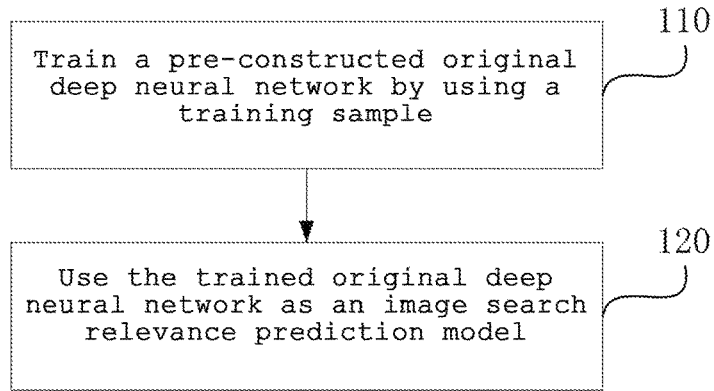 110
Train a pre-constructed original
deep neural network by using a
training sample
120
Use the trained original deep
neural network as an image search
relevance prediction model